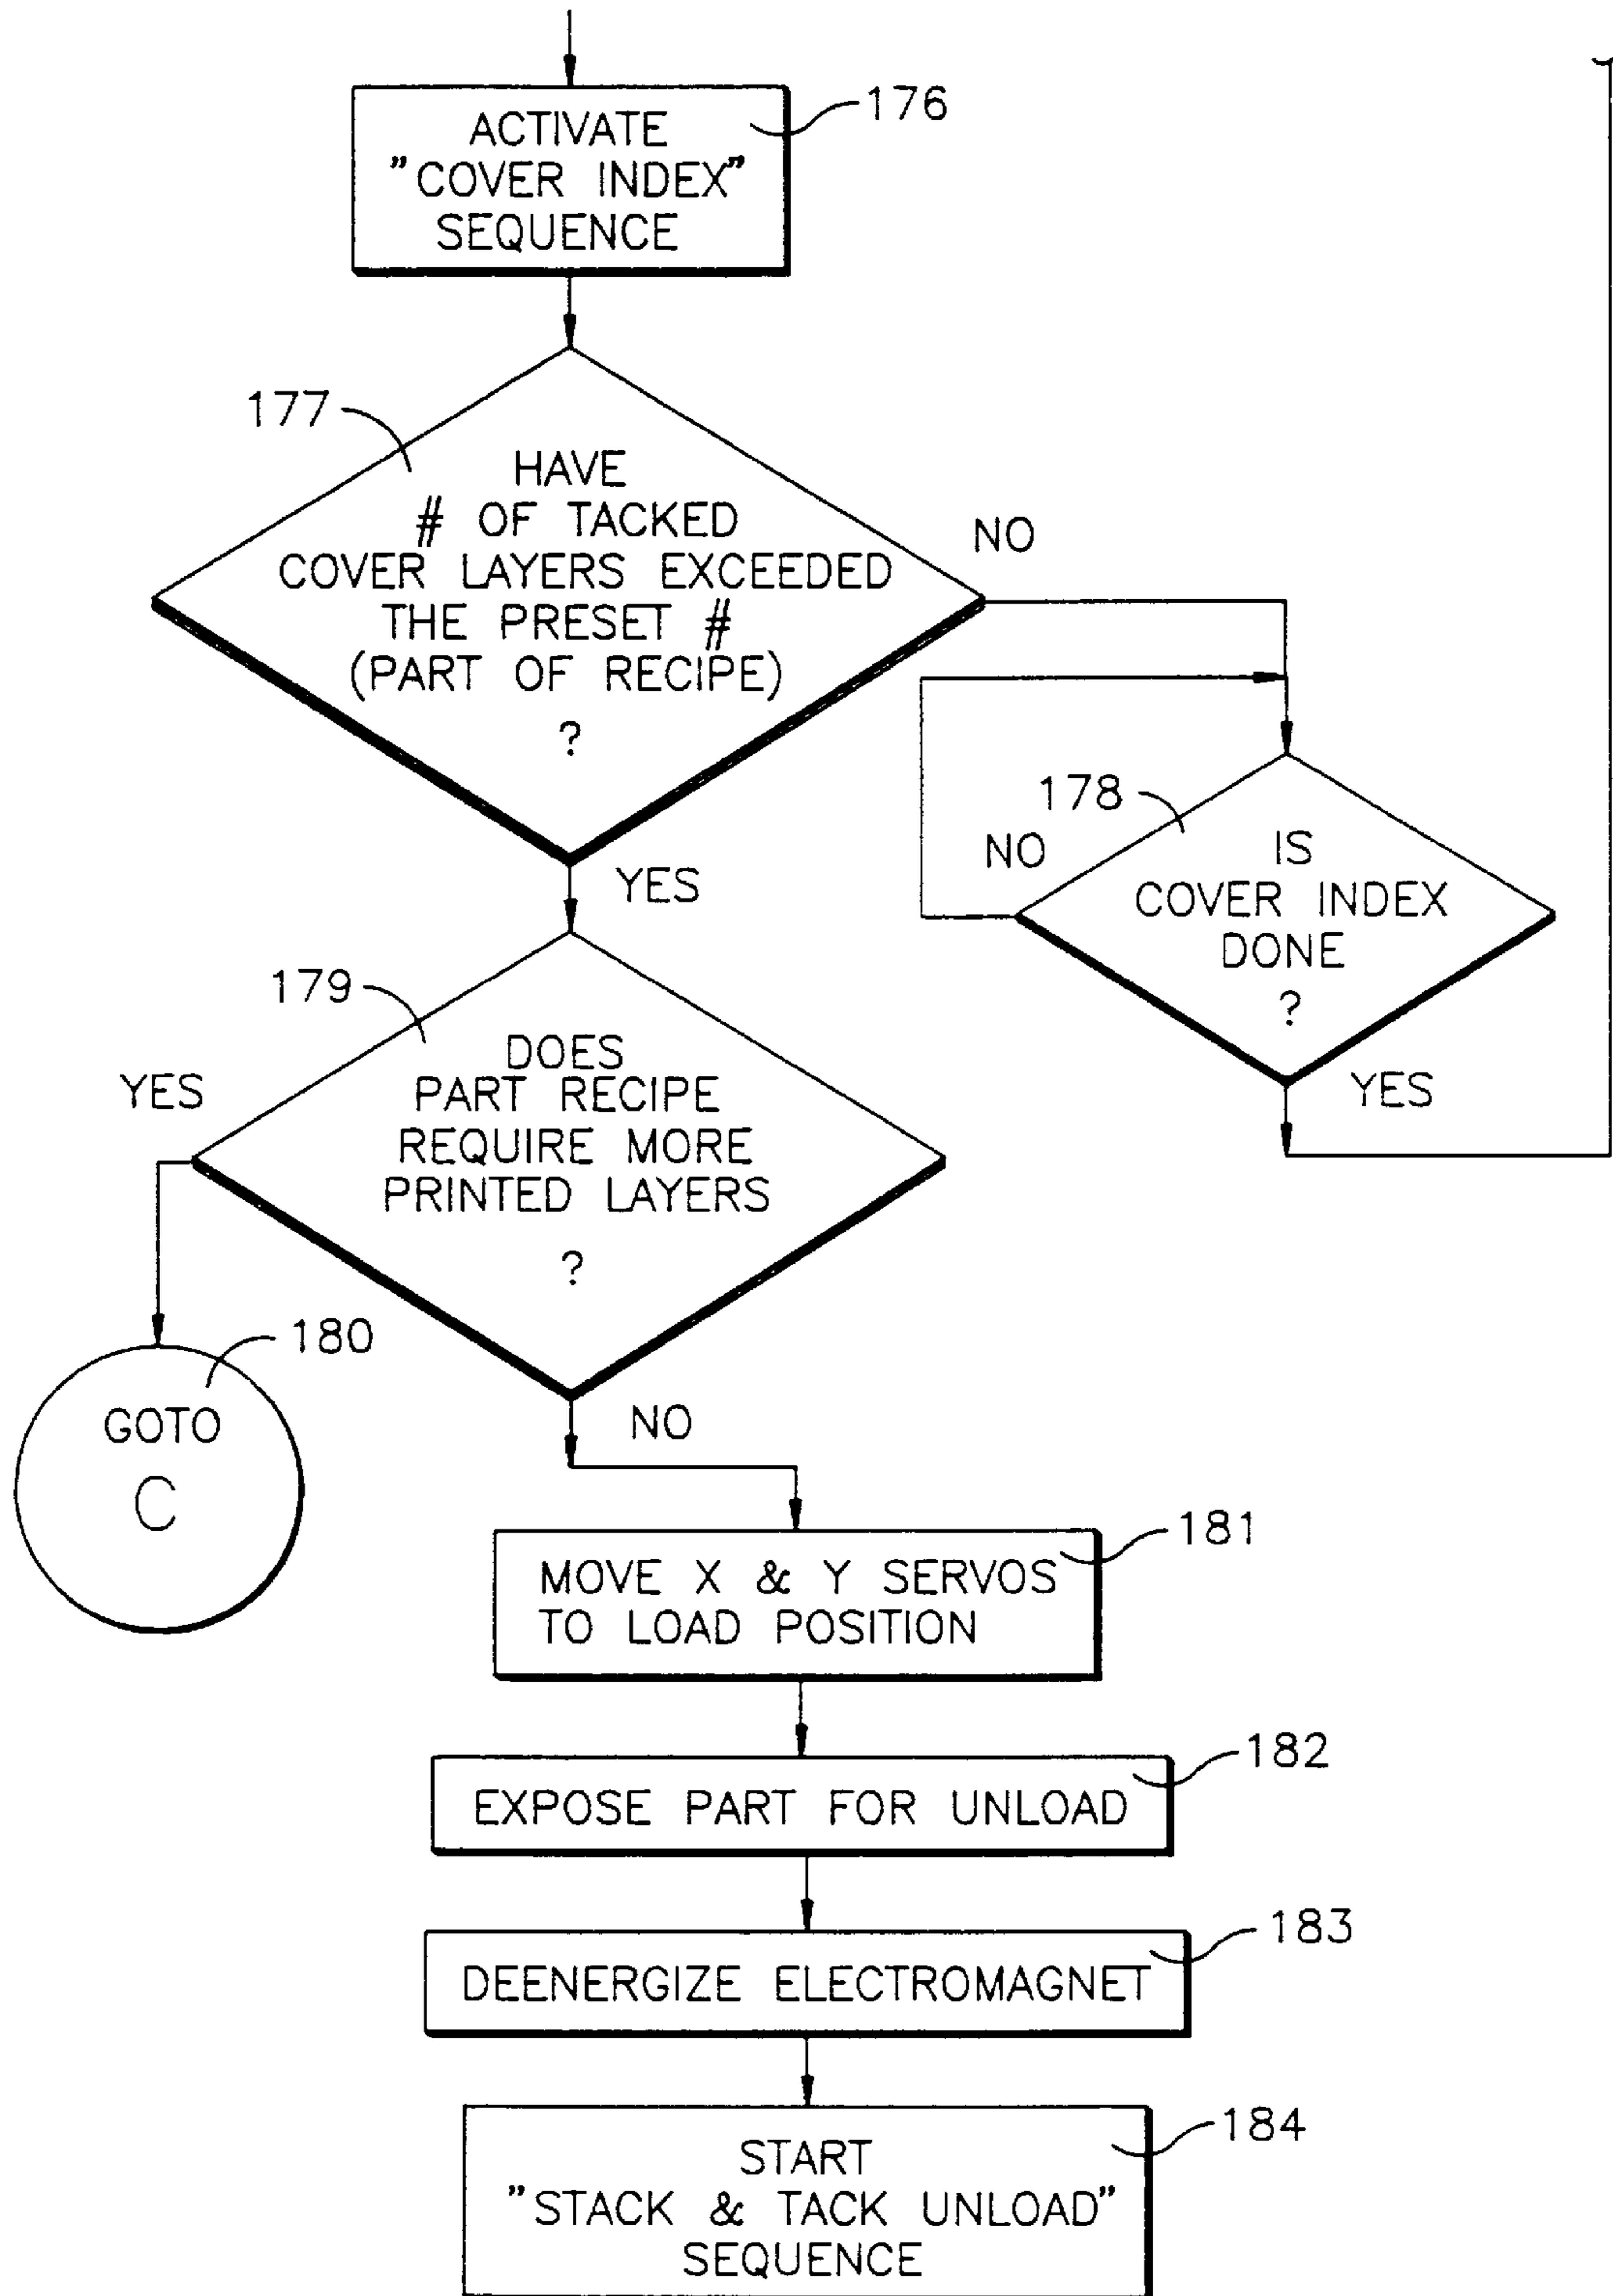 ACTIVATE
"COVER INDEX"
SEQUENCE
176
177
HAVE
# OF TACKED
COVER LAYERS EXCEEDED
THE PRESET #
(PART OF RECIPE)
?
NO
YES
178
NO
IS
COVER INDEX
DONE
?
YES
179
YES
DOES
PART RECIPE
REQUIRE MORE
PRINTED LAYERS
?
NO
180
GOTO
C
181
MOVE X & Y SERVOS
TO LOAD POSITION
182
EXPOSE PART FOR UNLOAD
183
DEENERGIZE ELECTROMAGNET
184
START
"STACK & TACK UNLOAD"
SEQUENCE